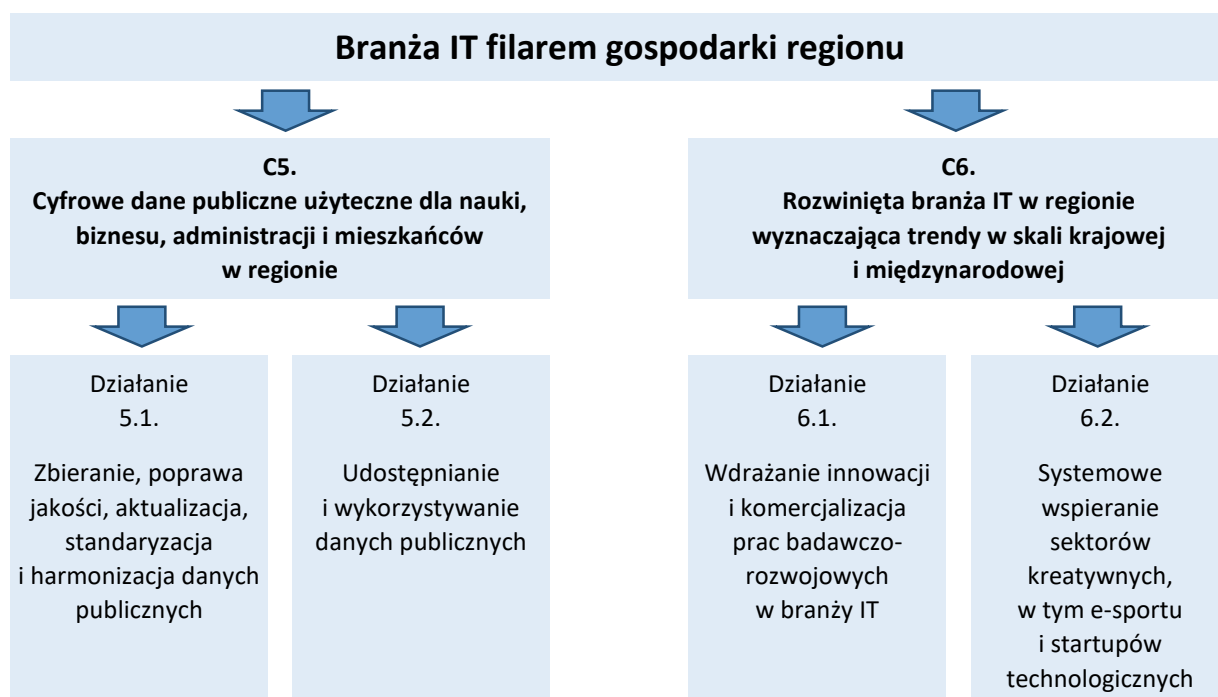 Branża IT filarem gospodarki regionu
C5.
Cyfrowe dane publiczne użyteczne dla nauki,
biznesu, administracji i mieszkańców
w regionie
C6.
Rozwinięta branża IT w regionie
wyznaczająca trendy w skali krajowej
i międzynarodowej
Działanie
5.1.
Zbieranie, poprawa
jakości, aktualizacja,
standaryzacja
i harmonizacja danych
publicznych
Działanie
5.2.
Udostępnianie
i wykorzystywanie
danych publicznych
Działanie
6.1.
Wdrażanie innowacji
i komercjalizacja
prac badawczo-
rozwojowych
w branży IT
Działanie
6.2.
Systemowe
wspieranie
sektorów
kreatywnych,
w tym e-sportu
i startupów
technologicznych